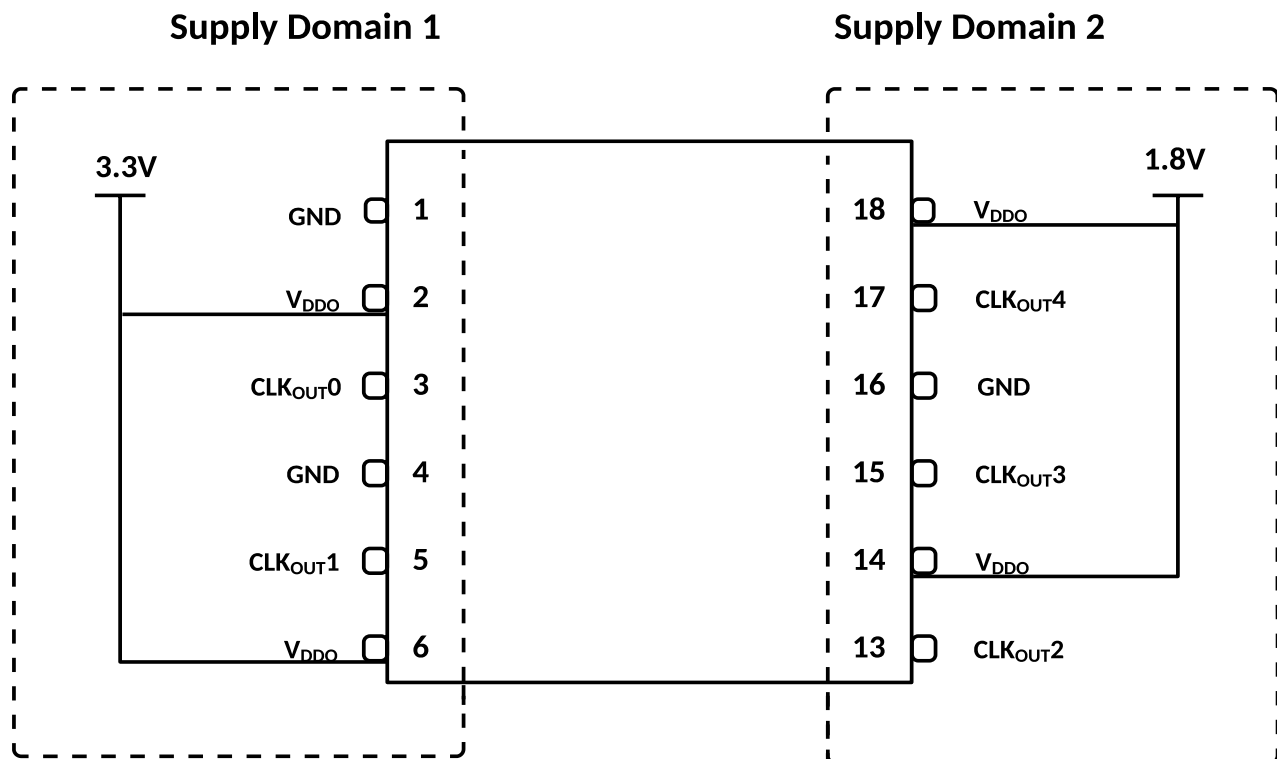 Supply Domain 1
Supply Domain 2
3.3V
1.8V
GND 1
18 VDDO
VDDO 2
17 CLKOUT4
CLKOUT0 3
16 GND
GND 4
15 CLKOUT3
CLKOUT1 5
14 VDDO
VDDO 6
13 CLKOUT2